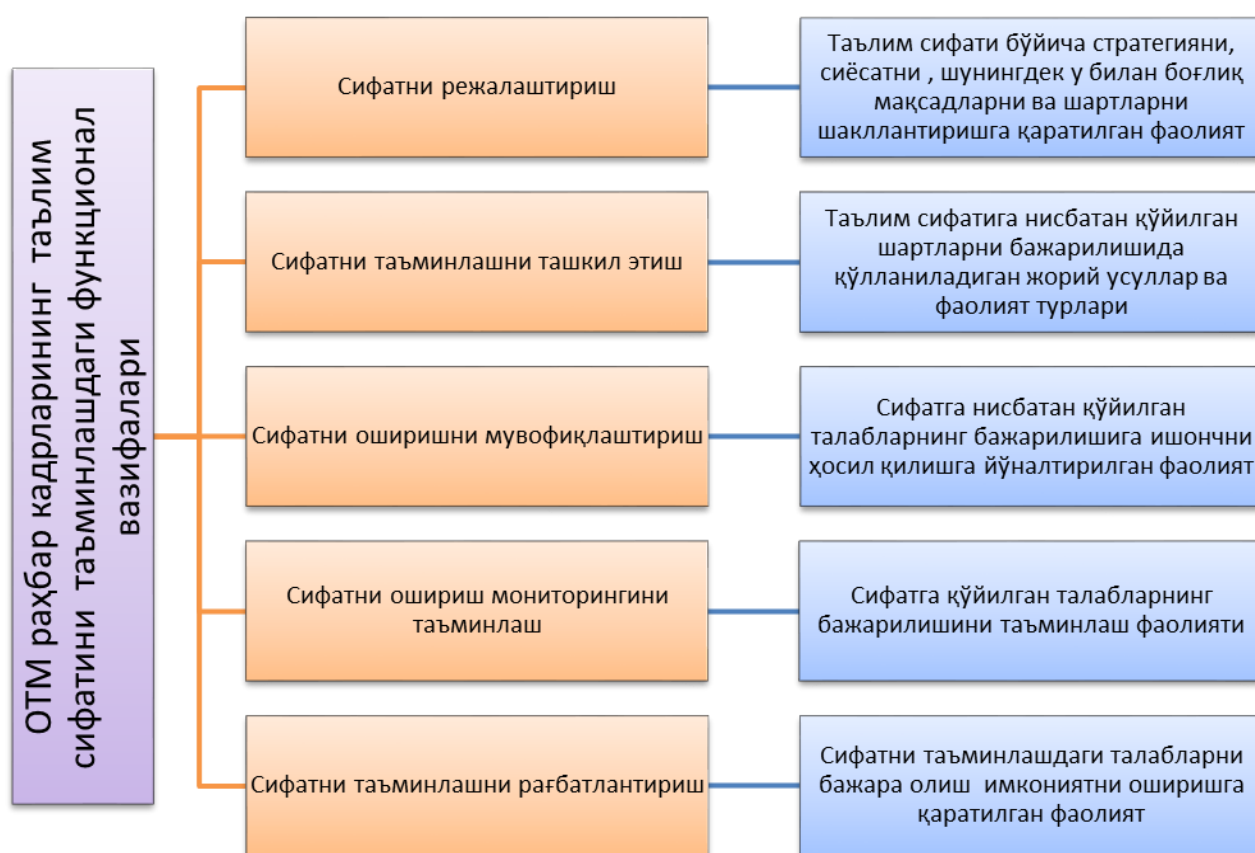 ОТМ раҳбар кадрларининг таълим
сифатини таъминлашдаги функционал
вазифалари
Сифатни режалаштириш
Таълим сифати бўйича стратегияни,
сиёсатни , шунингдек у билан боғлиқ
мақсадларни ва шартларни
шакллантиришга қаратилган фаолият
Сифатни таъминлашни ташкил этиш
Таълим сифатига нисбатан қўйилган
шартларни бажарилишида
қўлланиладиган жорий усуллар ва
фаолият турлари
Сифатни оширишни мувофиқлаштириш
Сифатга нисбатан қўйилган
талабларнинг бажарилишига ишончни
ҳосил қилишга йўналтирилган фаолият
Сифатни ошириш мониторингини
таъминлаш
Сифатга қўйилган талабларнинг
бажарилишини таъминлаш фаолияти
Сифатни таъминлашни рағбатлантириш
Сифатни таъминлашдаги талабларни
бажара олиш имкониятни оширишга
қаратилган фаолият